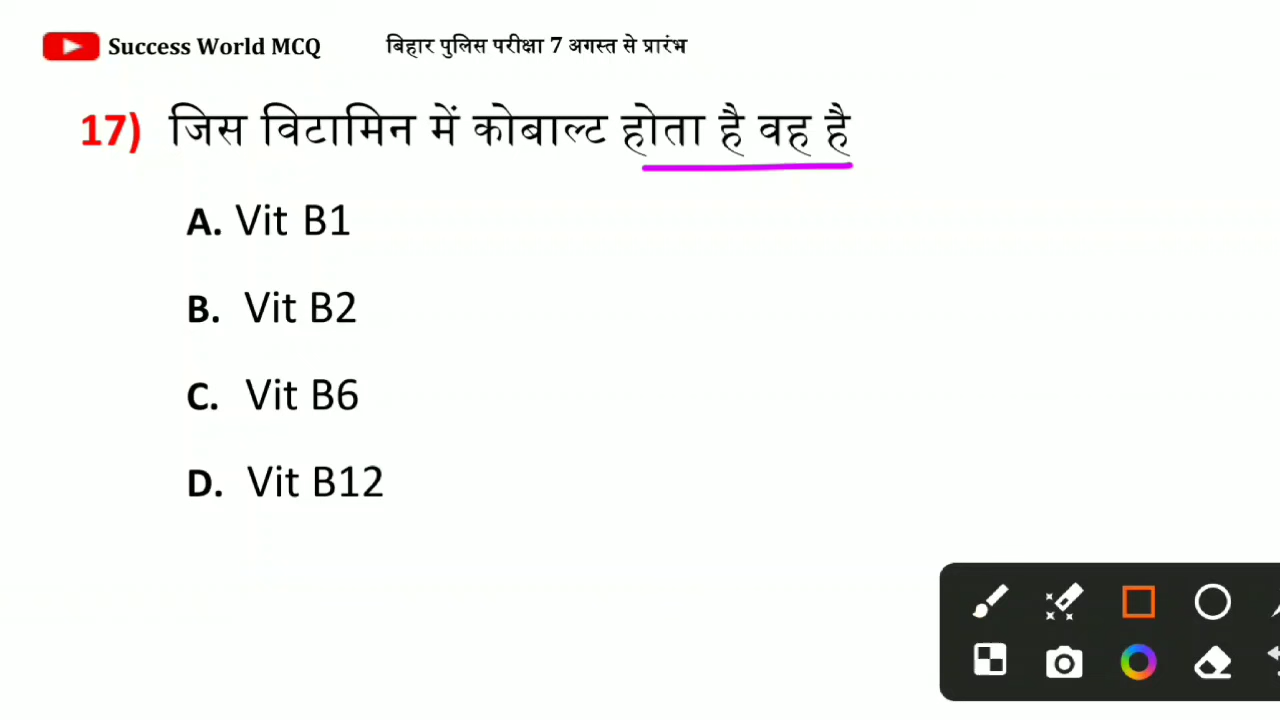 Success World MCQ बिहार पुलिस परीक्षा 7 अगस्त से प्रारंभ
17) जिस विटामिन में कोबाल्ट होता है वह है
A. Vit B1
B. Vit B2
C. Vit B6
D. Vit B12